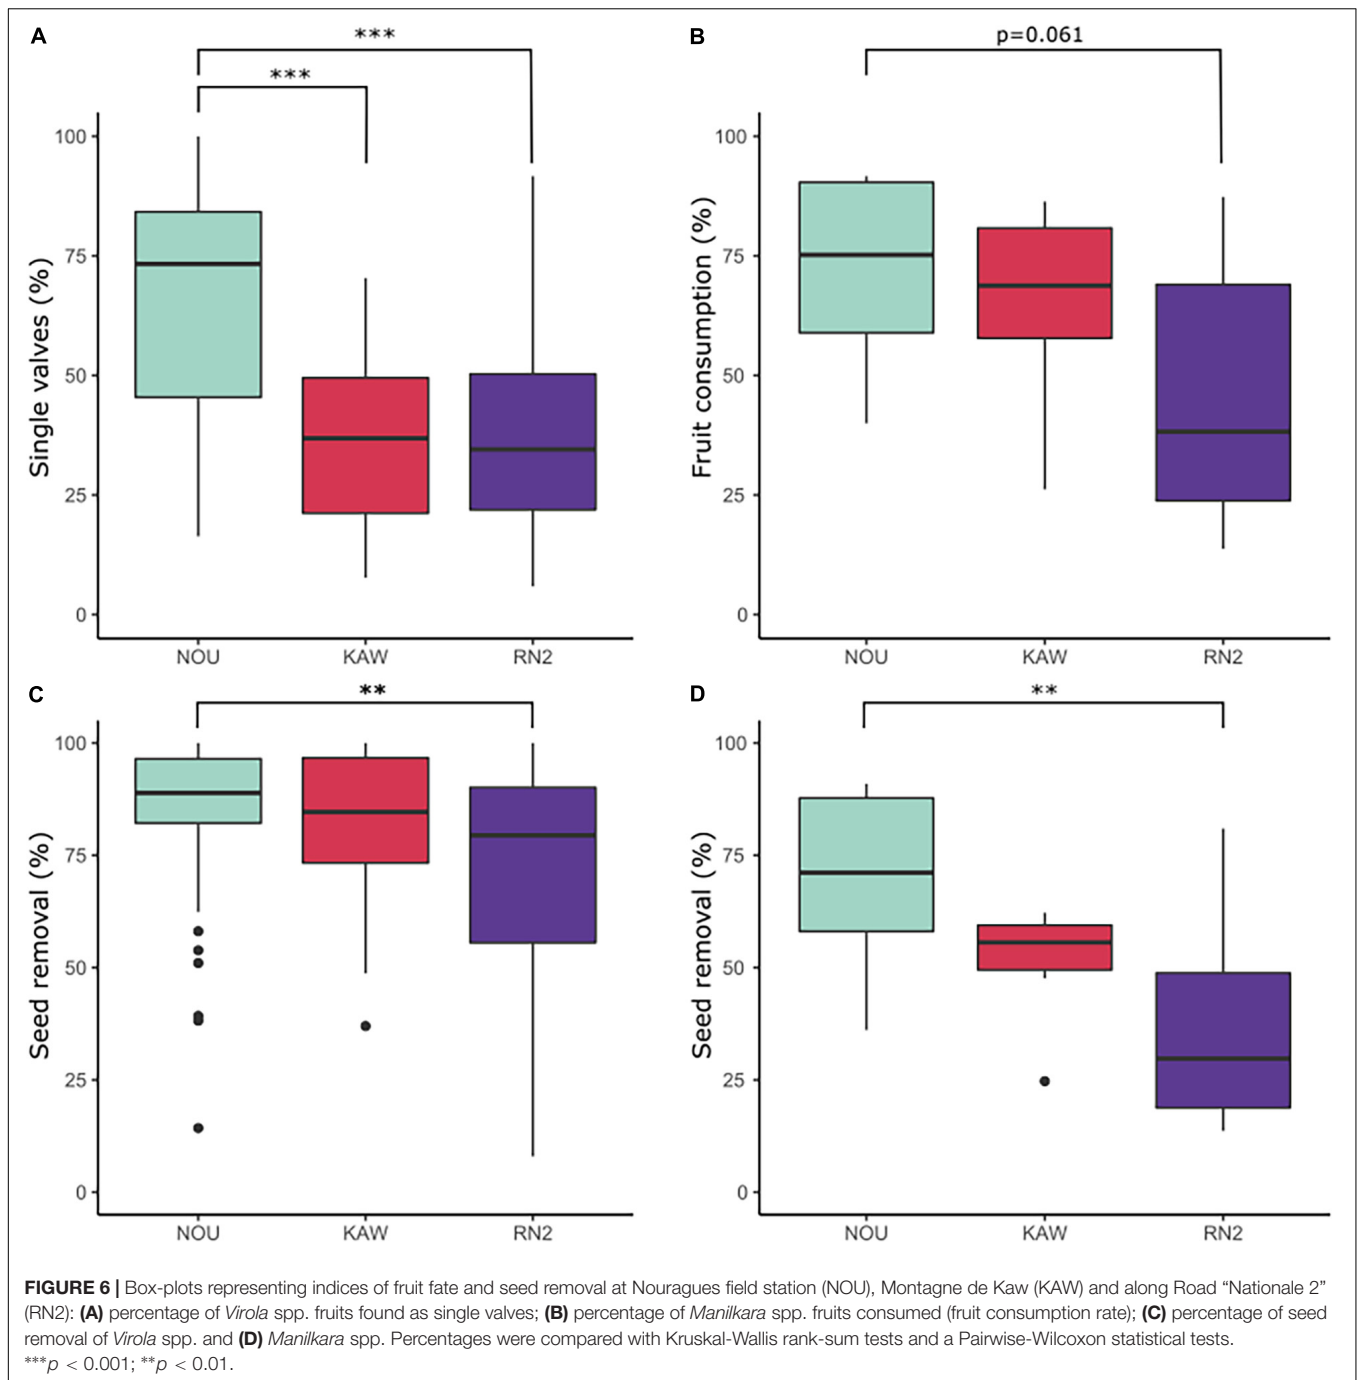 A
***
***
100
75
50
25
0
Single valves (%)
NOU KAW RN2
B
p=0.061
100
75
50
25
0
Fruit consumption (%)
NOU KAW RN2
C
**
100
75
50
25
0
Seed removal (%)
NOU KAW RN2
D
**
100
75
50
25
0
Seed removal (%)
NOU KAW RN2
FIGURE 6 | Box-plots representing indices of fruit fate and seed removal at Nouragues field station (NOU), Montagne de Kaw (KAW) and along Road “Nationale 2”
(RN2): (A) percentage of Virola spp. fruits found as single valves; (B) percentage of Manilkara spp. fruits consumed (fruit consumption rate); (C) percentage of seed
removal of Virola spp. and (D) Manilkara spp. Percentages were compared with Kruskal-Wallis rank-sum tests and a Pairwise-Wilcoxon statistical tests.
***p < 0.001; **p < 0.01.